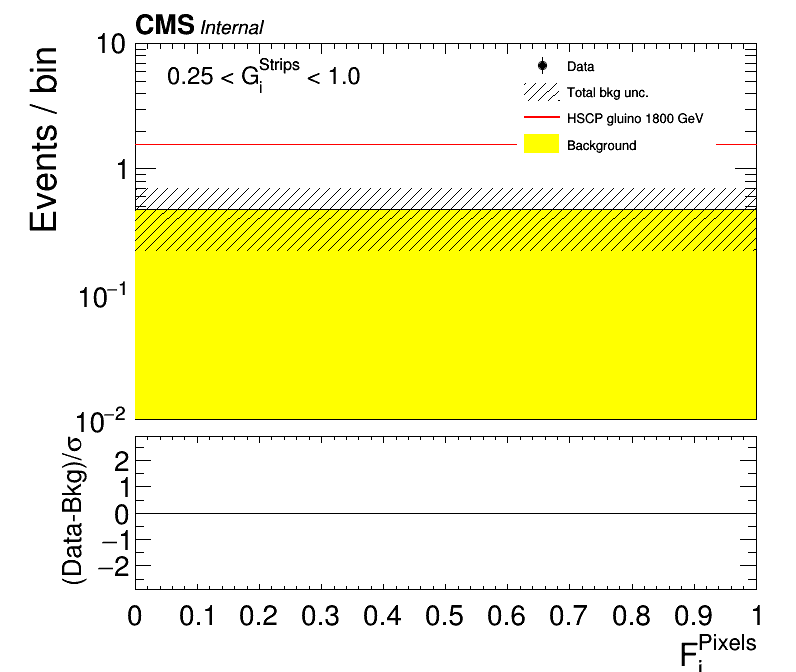 CMS Internal
Events / bin
10
1
10⁻¹
10⁻²
0.25 < G_i^Strips < 1.0
Data
Total bkg unc.
HSCP gluino 1800 GeV
Background
(Data-Bkg)/σ
2
1
0
−1
−2
0 0.1 0.2 0.3 0.4 0.5 0.6 0.7 0.8 0.9 1
F_i^Pixels